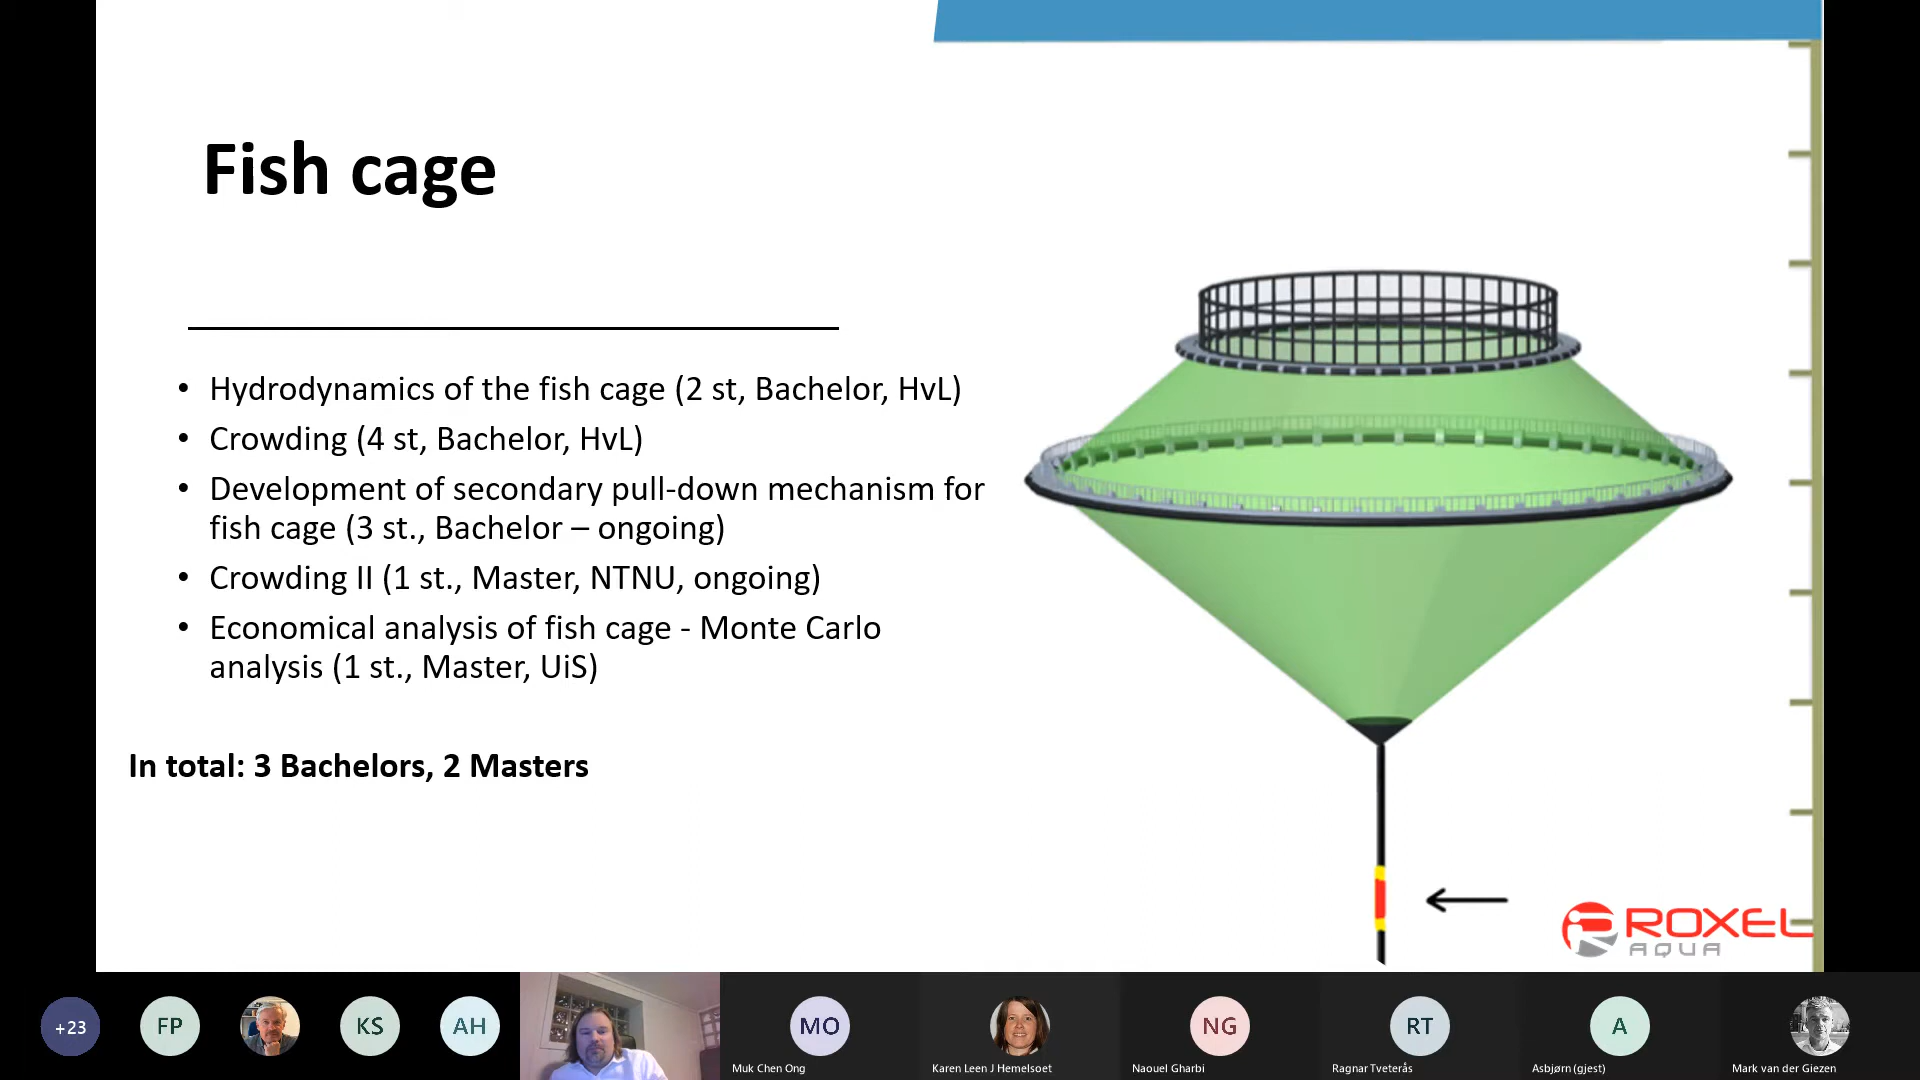 Fish cage
• Hydrodynamics of the fish cage (2 st, Bachelor, HvL)
• Crowding (4 st, Bachelor, HvL)
• Development of secondary pull-down mechanism for
fish cage (3 st., Bachelor – ongoing)
• Crowding II (1 st., Master, NTNU, ongoing)
• Economical analysis of fish cage - Monte Carlo
analysis (1 st., Master, UiS)
In total: 3 Bachelors, 2 Masters
ROXEL
AQUA
+23
FP
KS
AH
MO
NG
RT
A
Muk Chen Ong
Karen Leen J Hemelsoet
Naouel Gharbi
Ragnar Tveterås
Asbjørn (gjest)
Mark van der Giezen